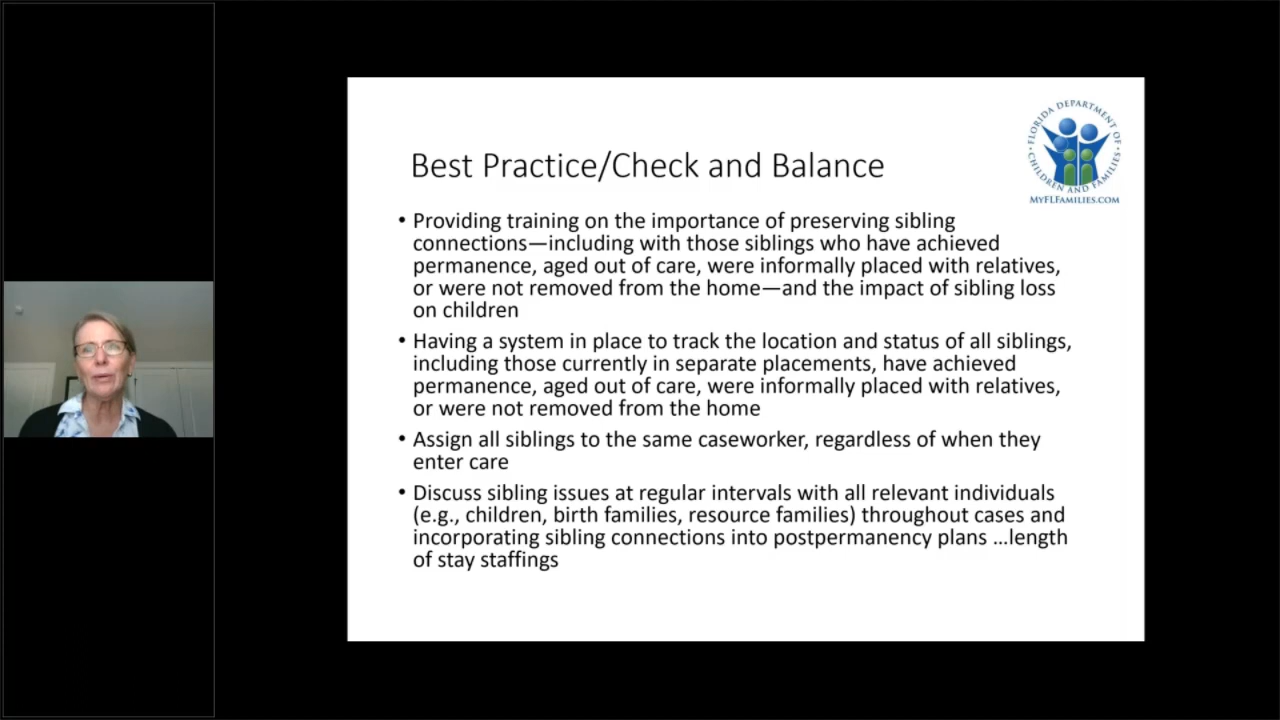 FLORIDA DEPARTMENT OF
CHILDREN AND FAMILIES
MYFLFAMILIES.COM
Best Practice/Check and Balance
• Providing training on the importance of preserving sibling
connections—including with those siblings who have achieved
permanence, aged out of care, were informally placed with relatives,
or were not removed from the home—and the impact of sibling loss
on children
• Having a system in place to track the location and status of all siblings,
including those currently in separate placements, have achieved
permanence, aged out of care, were informally placed with relatives,
or were not removed from the home
• Assign all siblings to the same caseworker, regardless of when they
enter care
• Discuss sibling issues at regular intervals with all relevant individuals
(e.g., children, birth families, resource families) throughout cases and
incorporating sibling connections into postpermanency plans ...length
of stay staffings